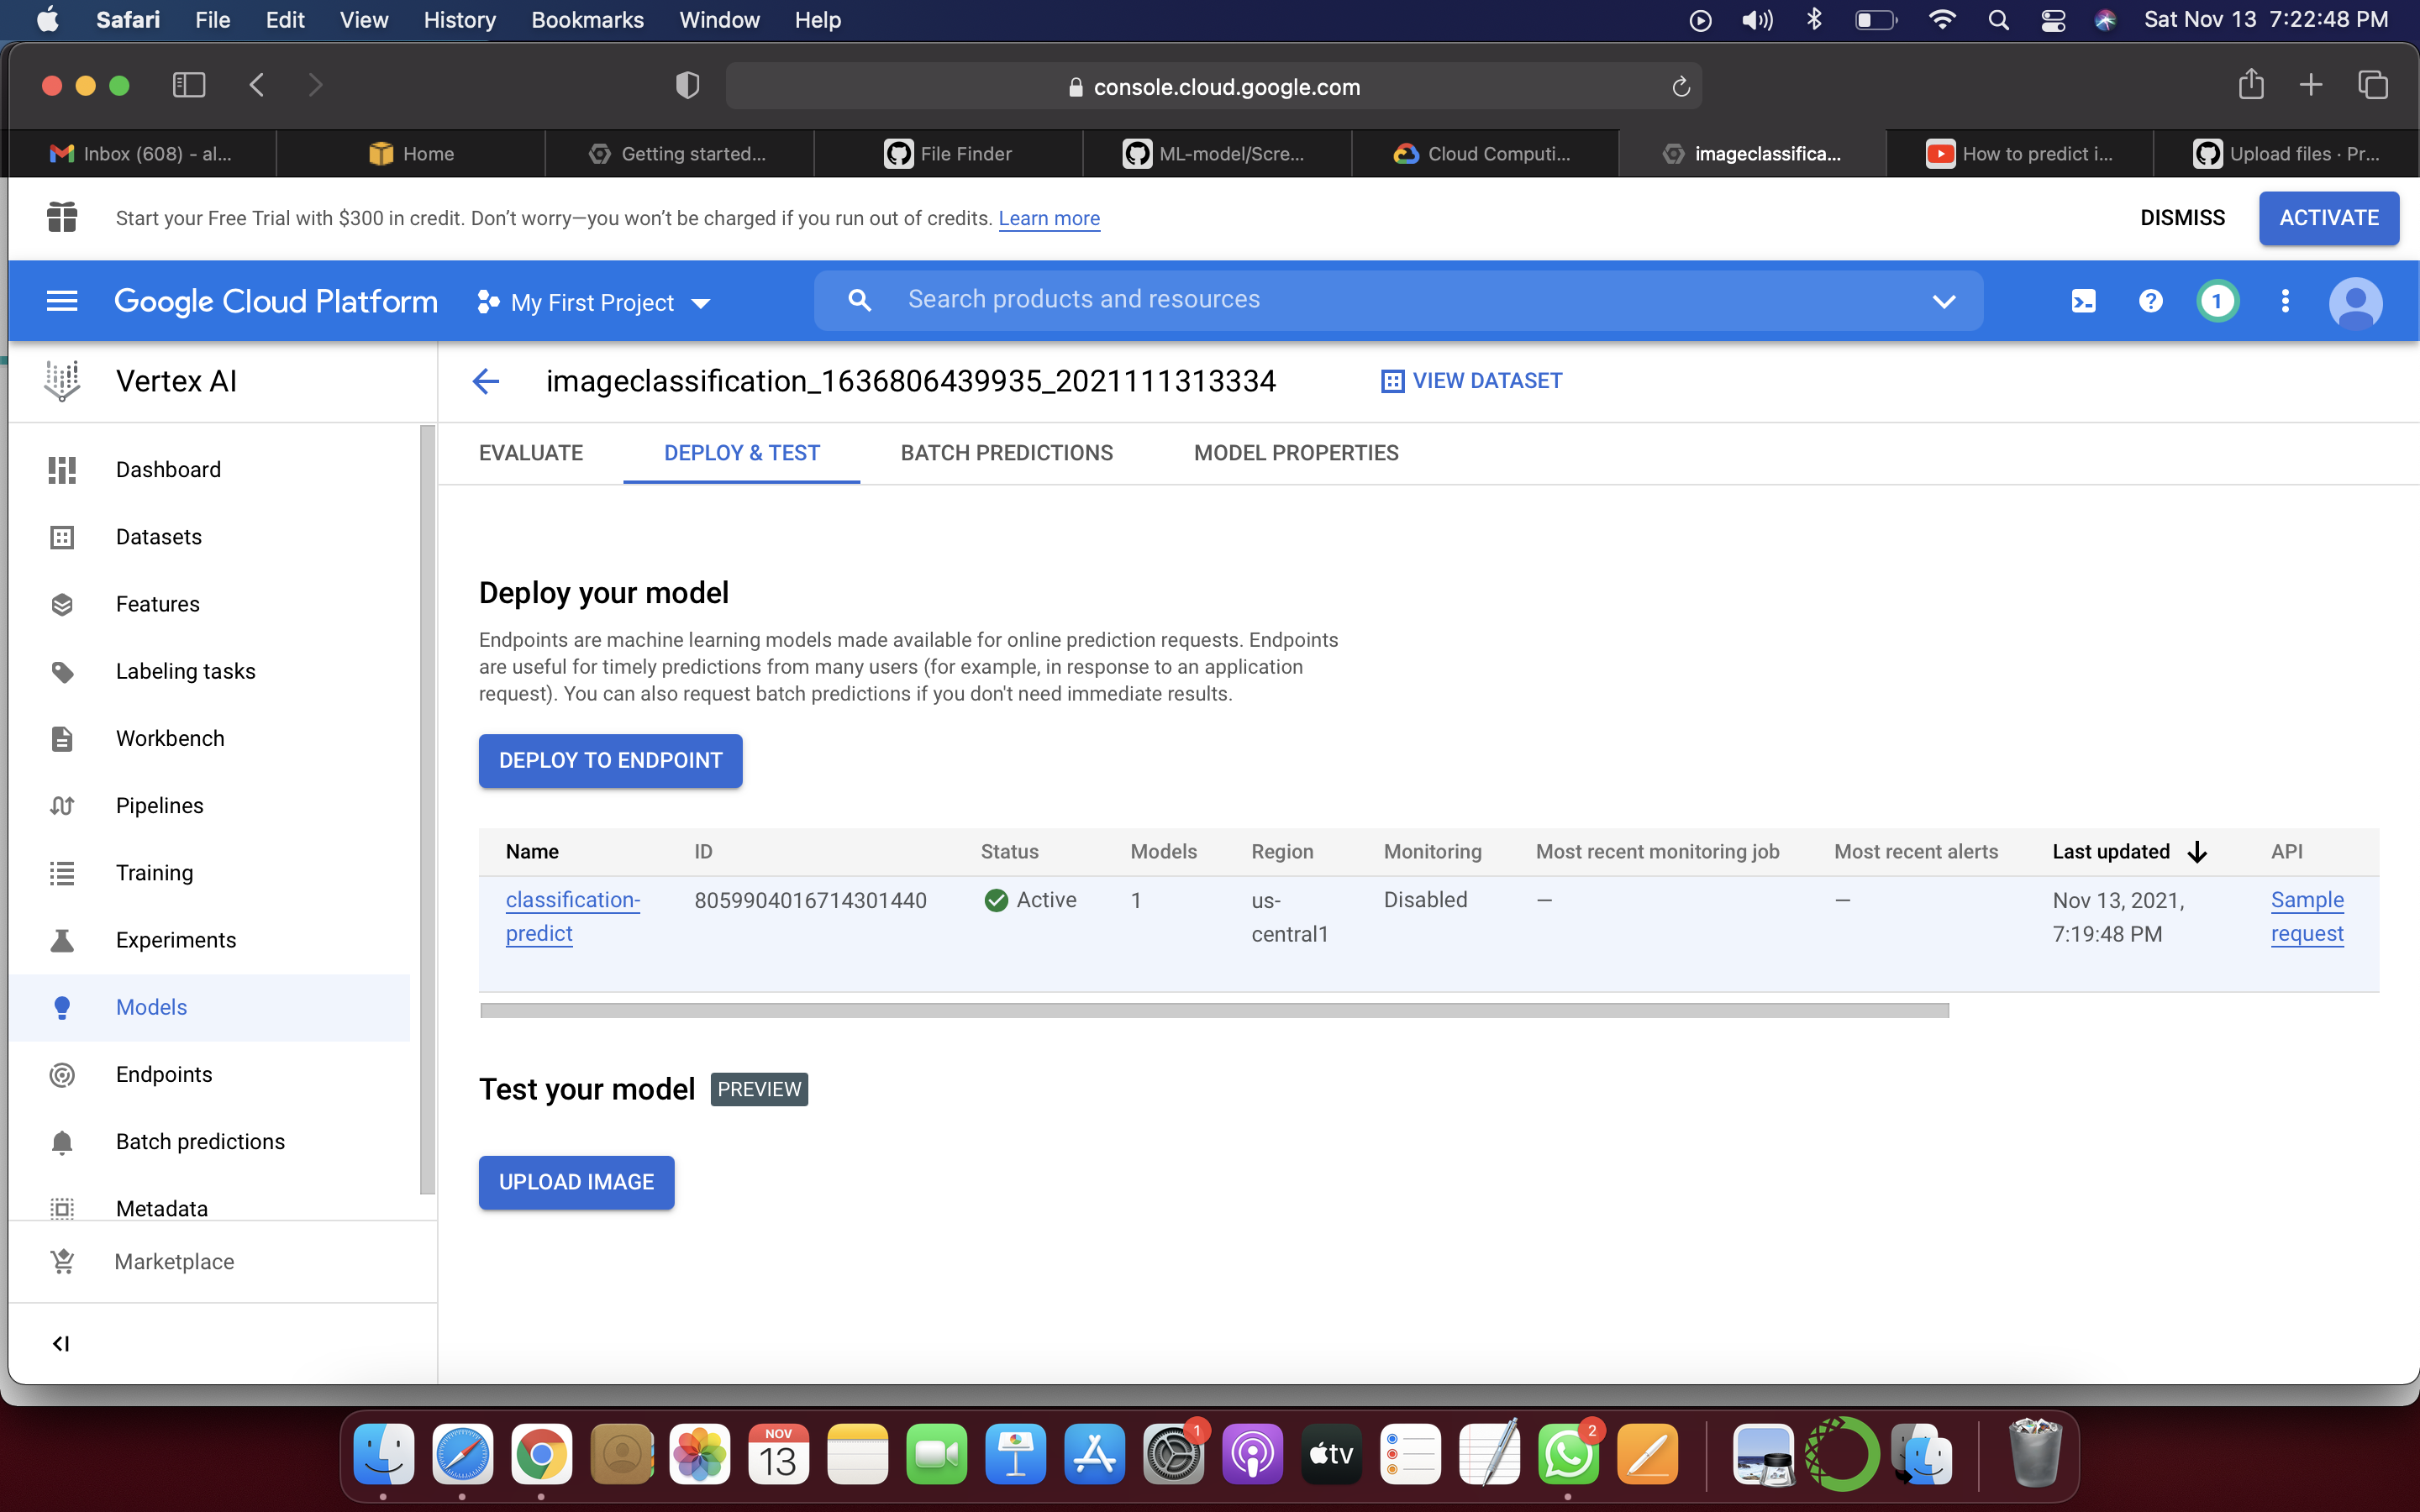 Safari File Edit View History Bookmarks Window Help Sat Nov 13 7:22:48 PM
console.cloud.google.com
Inbox (608) - al... Home Getting started... File Finder ML-model/Scre... Cloud Computi... imageclassifica... How to predict i... Upload files · Pr...
Start your Free Trial with $300 in credit. Don't worry—you won't be charged if you run out of credits. Learn more DISMISS ACTIVATE
Google Cloud Platform My First Project Search products and resources 1
Vertex AI
imageclassification_1636806439935_2021111313334 VIEW DATASET
EVALUATE DEPLOY & TEST BATCH PREDICTIONS MODEL PROPERTIES
Dashboard
Datasets
Features
Labeling tasks
Workbench
Pipelines
Training
Experiments
Models
Endpoints
Batch predictions
Metadata
Marketplace
Deploy your model
Endpoints are machine learning models made available for online prediction requests. Endpoints
are useful for timely predictions from many users (for example, in response to an application
request). You can also request batch predictions if you don't need immediate results.
DEPLOY TO ENDPOINT
Name ID Status Models Region Monitoring Most recent monitoring job Most recent alerts Last updated API
classification- 8059904016714301440 Active 1 us- Disabled — — Nov 13, 2021, Sample
predict central1 7:19:48 PM request
Test your model PREVIEW
UPLOAD IMAGE
NOV
13
tv
1
2